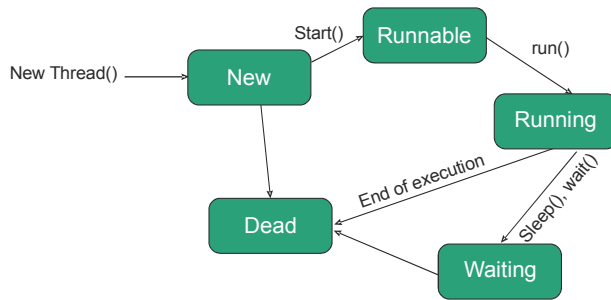 Start()
Runnable
run()
New Thread()
New
Running
End of execution
Sleep(), wait()
Dead
Waiting